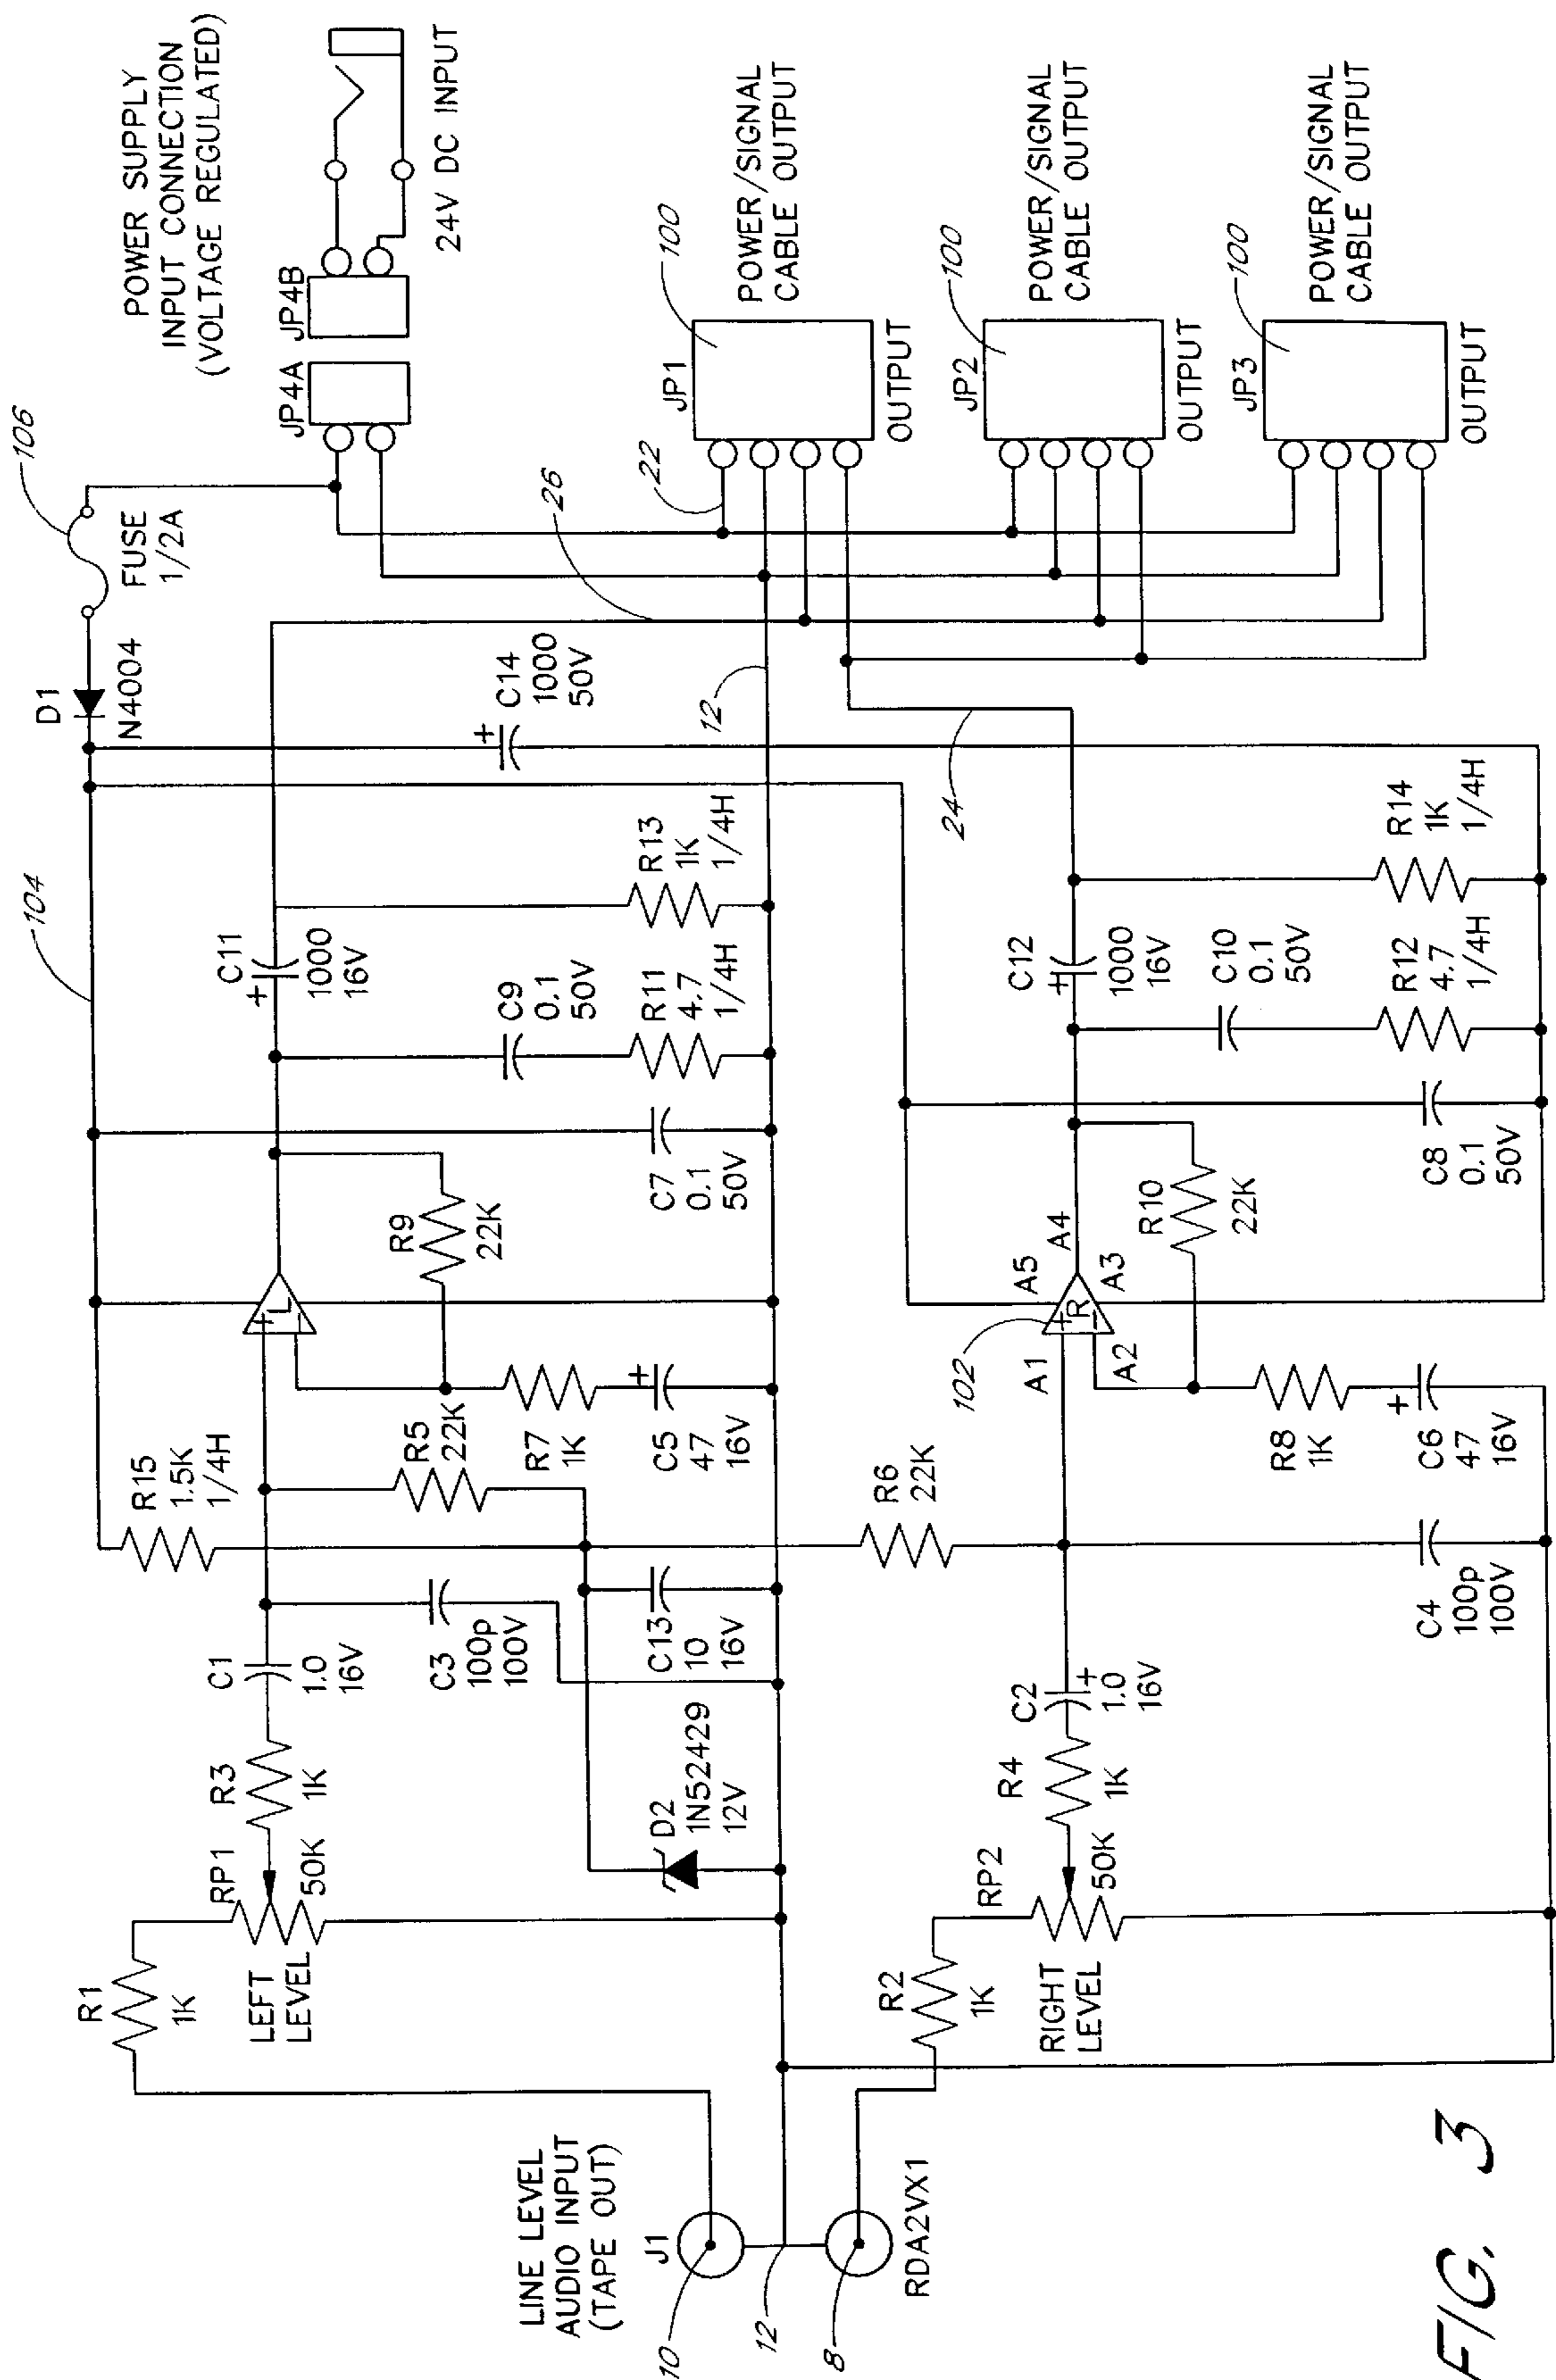 POWER SUPPLY
INPUT CONNECTION
(VOLTAGE REGULATED)
JP4A
JP4B
24V DC INPUT
106
FUSE
1/2A
D1
N4004
104
C14
1000
50V
22
26
12
24
JP1
100
OUTPUT
POWER/SIGNAL
CABLE OUTPUT
JP2
100
OUTPUT
POWER/SIGNAL
CABLE OUTPUT
JP3
100
OUTPUT
POWER/SIGNAL
CABLE OUTPUT
C11
+
1000
16V
R13
1K
1/4H
C9
0.1
50V
R11
4.7
1/4H
C7
0.1
50V
R9
22K
+
L
−
R15
1.5K
1/4H
R5
22K
R7
1K
+
C5
47
16V
C1
1.0
16V
C3
100p
100V
C13
10
16V
R3
1K
RP1
50K
LEFT
LEVEL
R1
1K
D2
1N52429
12V
LINE LEVEL
AUDIO INPUT
(TAPE OUT)
J1
10
12
8
RDA2VX1
R2
1K
RP2
50K
RIGHT
LEVEL
R4
1K
C2
+
1.0
16V
R6
22K
C4
100p
100V
102
A1
A2
+
R
−
A5
A4
A3
R8
1K
+
C6
47
16V
R10
22K
C8
0.1
50V
C12
+
1000
16V
C10
0.1
50V
R12
4.7
1/4H
R14
1K
1/4H
FIG. 3